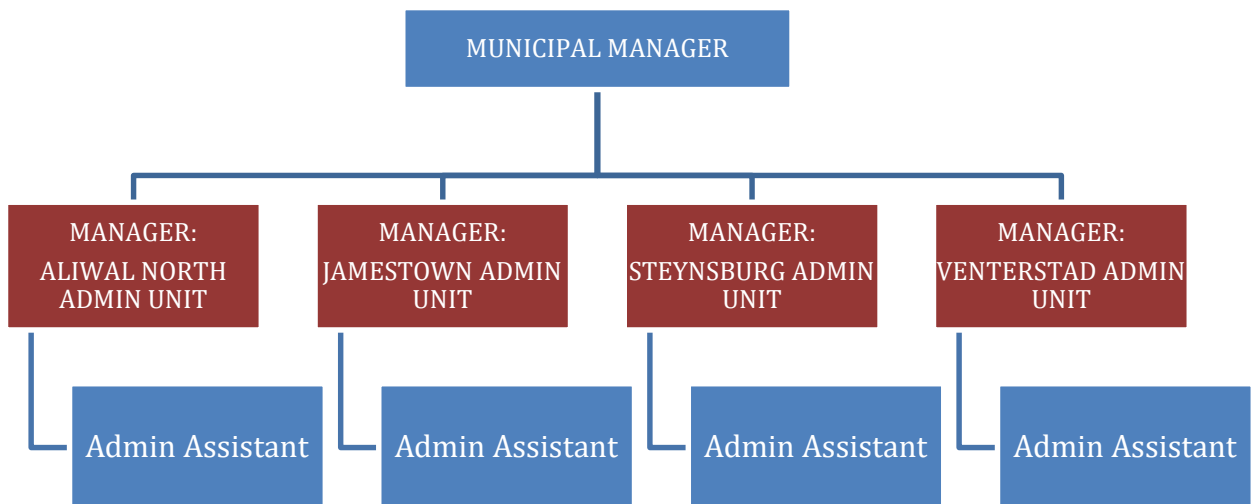 MUNICIPAL MANAGER
MANAGER:
ALIWAL NORTH
ADMIN UNIT
MANAGER:
JAMESTOWN ADMIN
UNIT
MANAGER:
STEYNSBURG ADMIN
UNIT
MANAGER:
VENTERSTAD ADMIN
UNIT
Admin Assistant
Admin Assistant
Admin Assistant
Admin Assistant